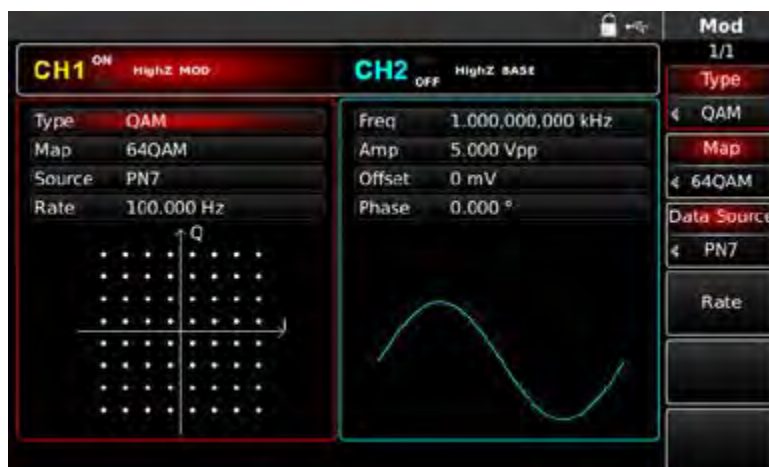 Mod
1/1
CH1 ON HighZ MOD
CH2 OFF HighZ BASE
Type QAM
Map 64QAM
Source PN7
Rate 100.000 Hz
Q
I
Freq 1.000,000,000 kHz
Amp 5.000 Vpp
Offset 0 mV
Phase 0.000 °
Type
QAM
Map
64QAM
Data Source
PN7
Rate